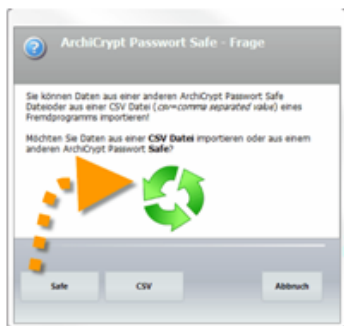 ArchiCrypt Passwort Safe - Frage
Sie können Daten aus einer anderen ArchiCrypt Passwort Safe
Dateioder aus einer CSV Datei (csv=comma separated value) eines
Fremdprogramms importieren!
Möchten Sie Daten aus einer CSV Datei importieren oder aus einem
anderen ArchiCrypt Passwort Safe?
Safe CSV Abbruch